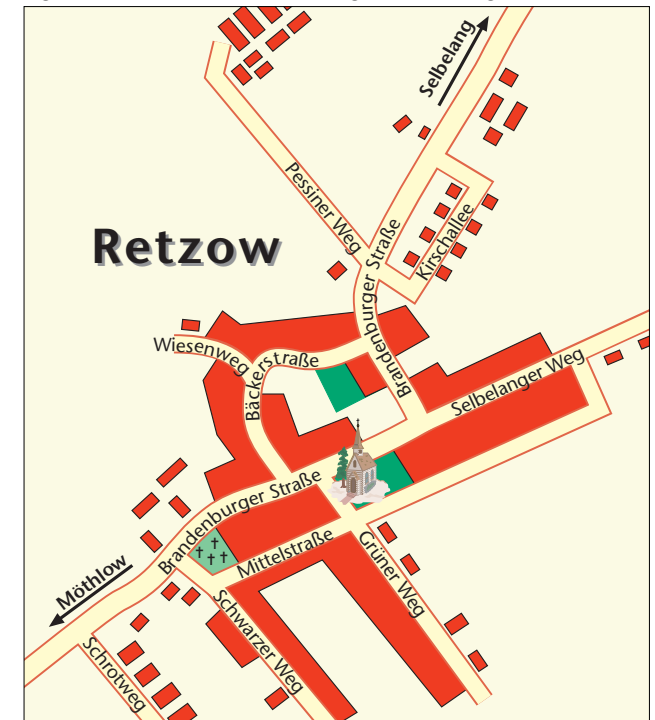 Selbelang
Pessiner Weg
Brandenburger Straße
Kirschallee
Retzow
Wiesenweg
Bäckerstraße
Selbelanger Weg
Brandenburger Straße
Mittelstraße
Grüner Weg
Möthlow
Schwarzer Weg
Schrotweg